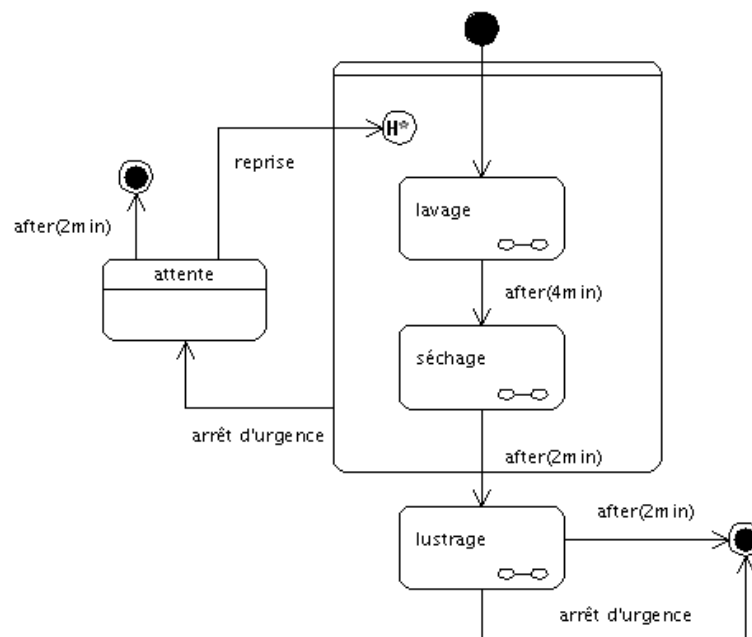 H*
reprise
after(2min)
attente
lavage
after(4min)
séchage
arrêt d'urgence
after(2min)
lustrage
after(2min)
arrêt d'urgence